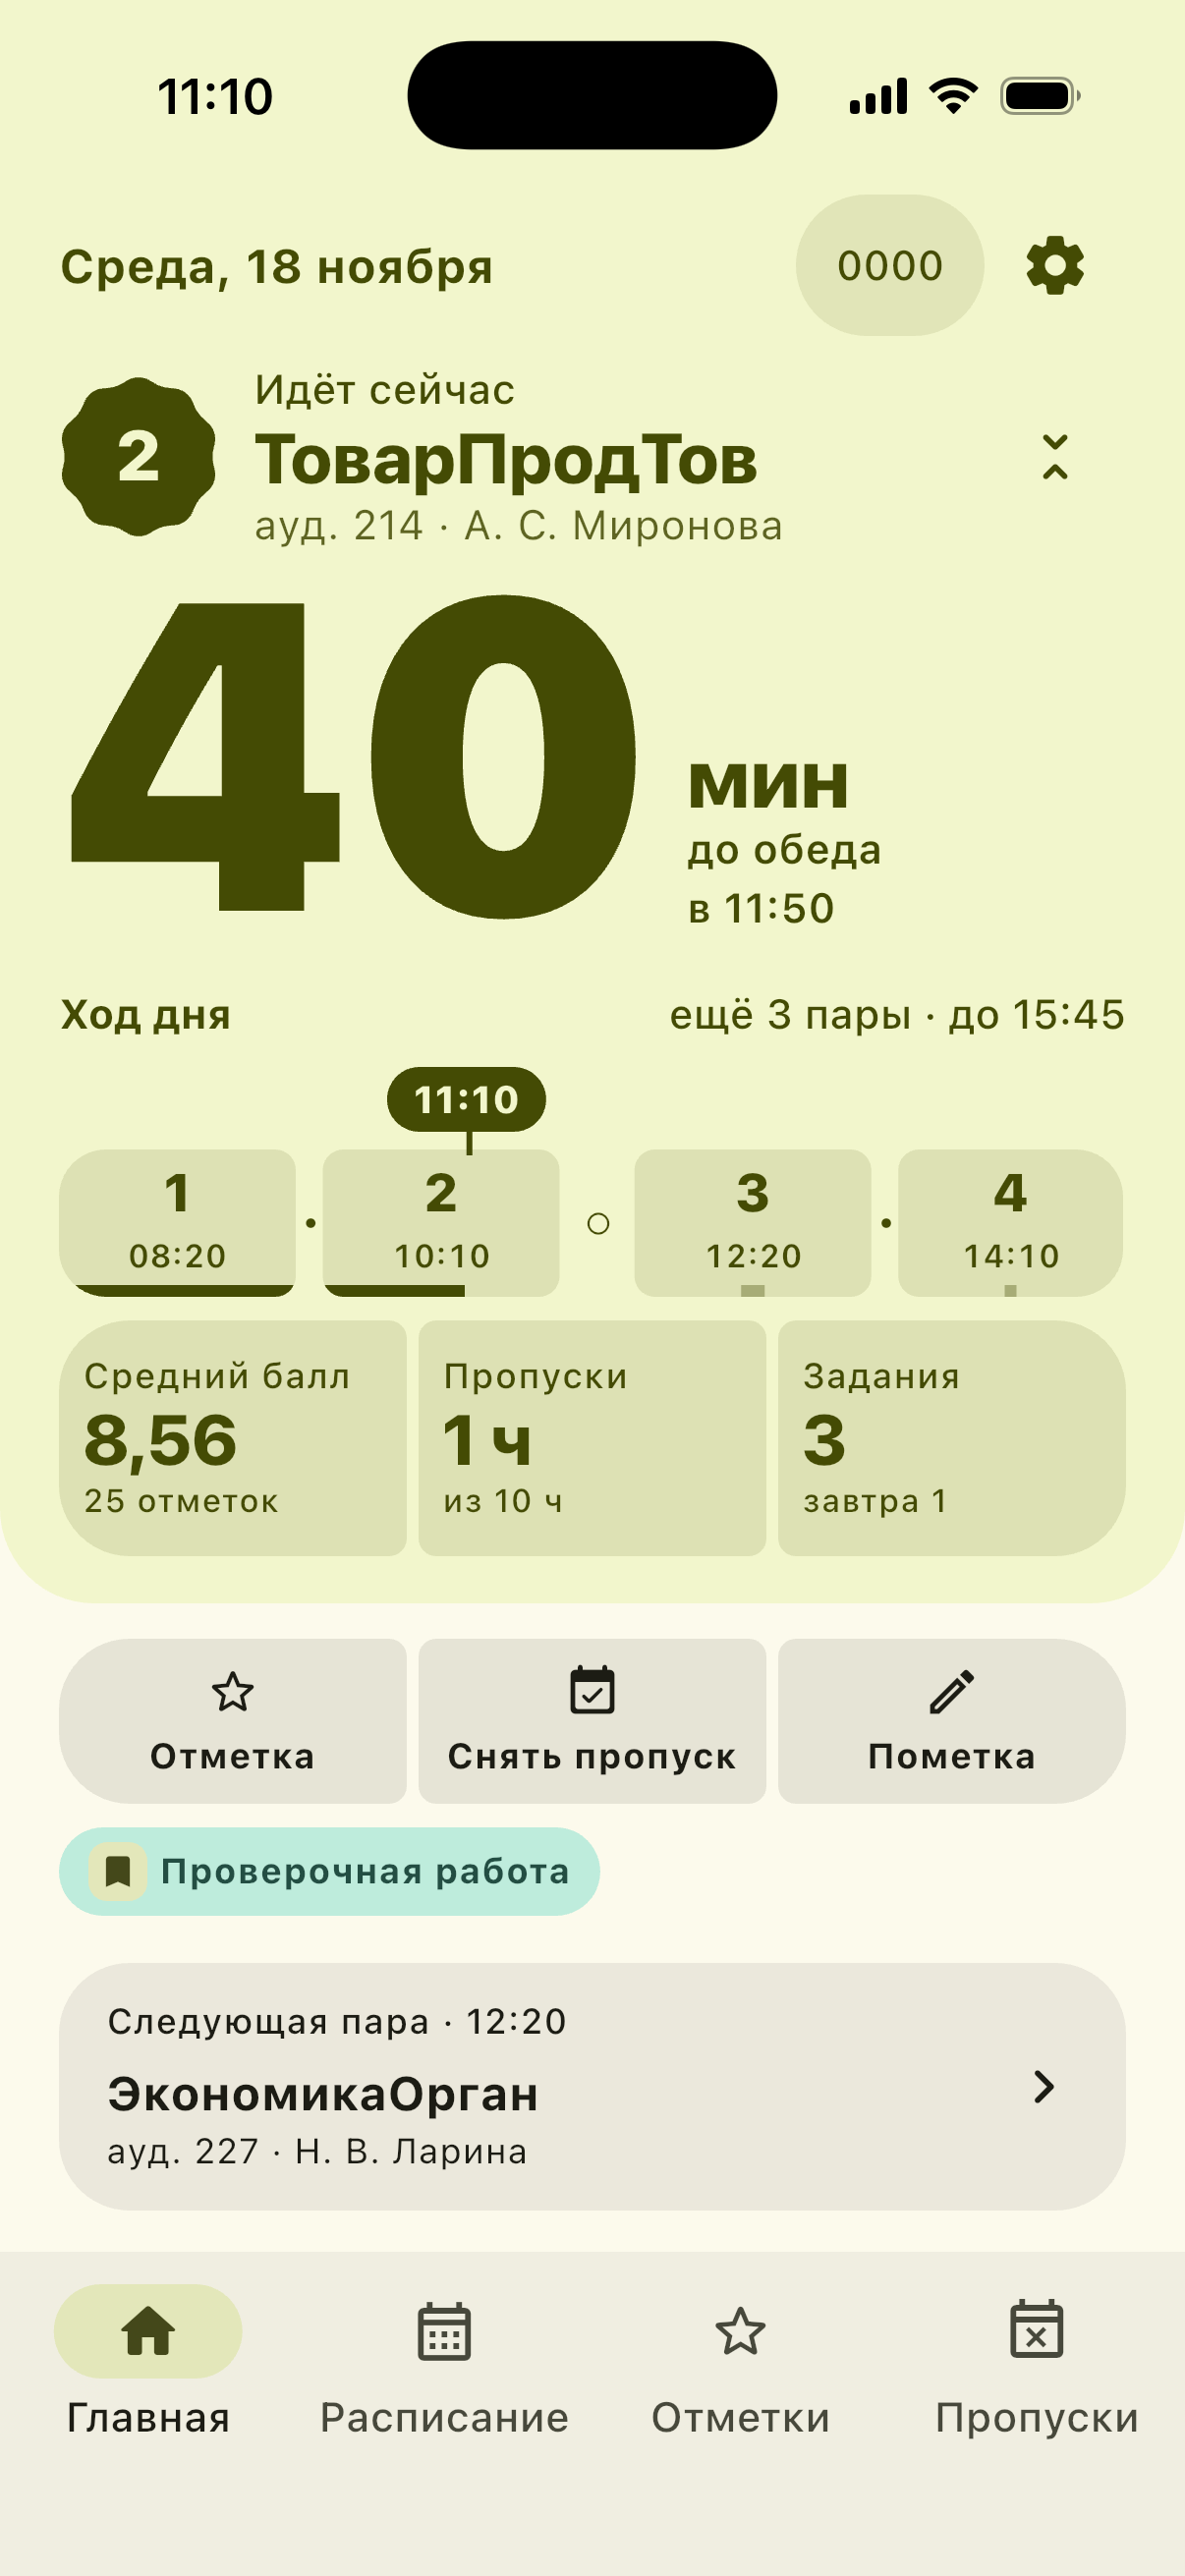 11:10
Среда, 18 ноября
0000
2
Идёт сейчас
ТоварПродТов
ауд. 214 · А. С. Миронова
40
мин
до обеда
в 11:50
Ход дня
ещё 3 пары · до 15:45
11:10
1
08:20
2
10:10
3
12:20
4
14:10
Средний балл
8,56
25 отметок
Пропуски
1 ч
из 10 ч
Задания
3
завтра 1
Отметка
Снять пропуск
Пометка
Проверочная работа
Следующая пара · 12:20
ЭкономикаОрган
ауд. 227 · Н. В. Ларина
Главная
Расписание
Отметки
Пропуски